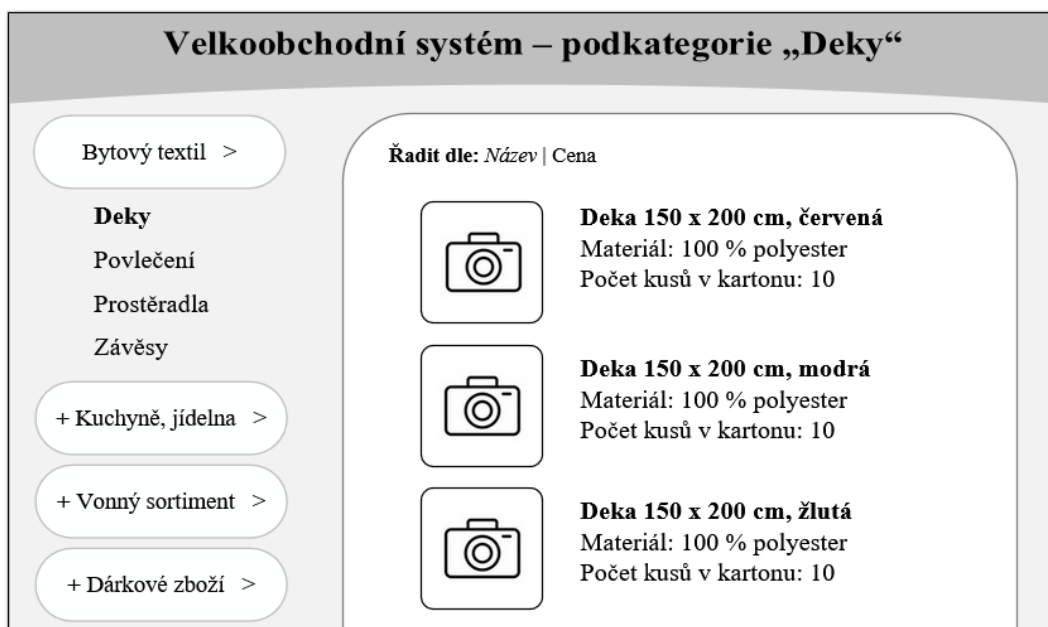 Velkoobchodní systém – podkategorie „Deky“
Bytový textil >
Deky
Povlečení
Prostěradla
Závěsy
+ Kuchyně, jídelna >
+ Vonný sortiment >
+ Dárkové zboží >
Řadit dle: Název | Cena
Deka 150 x 200 cm, červená
Materiál: 100 % polyester
Počet kusů v kartonu: 10
Deka 150 x 200 cm, modrá
Materiál: 100 % polyester
Počet kusů v kartonu: 10
Deka 150 x 200 cm, žlutá
Materiál: 100 % polyester
Počet kusů v kartonu: 10